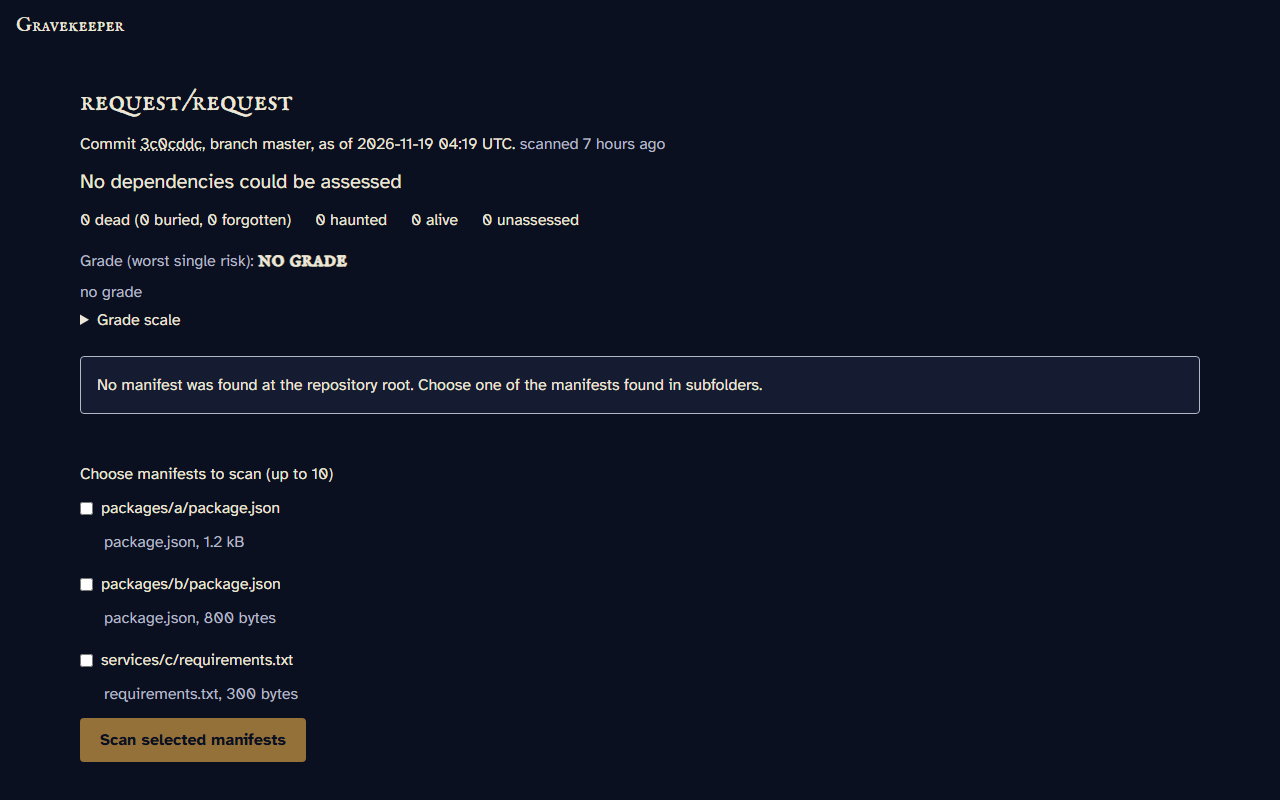 Gravekeeper
request/request
Commit 3c0cddc, branch master, as of 2026-11-19 04:19 UTC. scanned 7 hours ago
No dependencies could be assessed
0 dead (0 buried, 0 forgotten) 0 haunted 0 alive 0 unassessed
Grade (worst single risk): NO GRADE
no grade
Grade scale
No manifest was found at the repository root. Choose one of the manifests found in subfolders.
Choose manifests to scan (up to 10)
packages/a/package.json
package.json, 1.2 kB
packages/b/package.json
package.json, 800 bytes
services/c/requirements.txt
requirements.txt, 300 bytes
Scan selected manifests